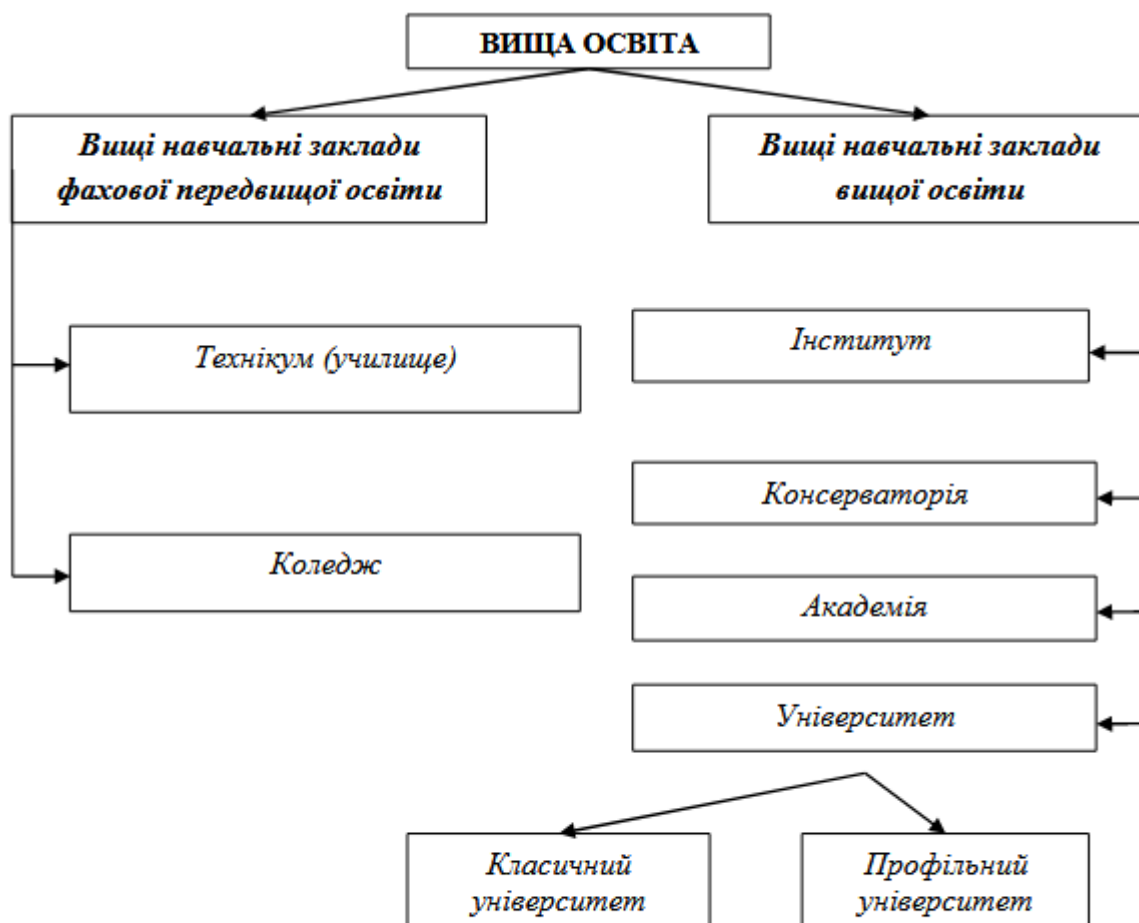 ВИЩА ОСВІТА
Вищі навчальні заклади
фахової передвищої освіти
Вищі навчальні заклади
вищої освіти
Технікум (училище)
Коледж
Інститут
Консерваторія
Академія
Університет
Класичний
університет
Профільний
університет